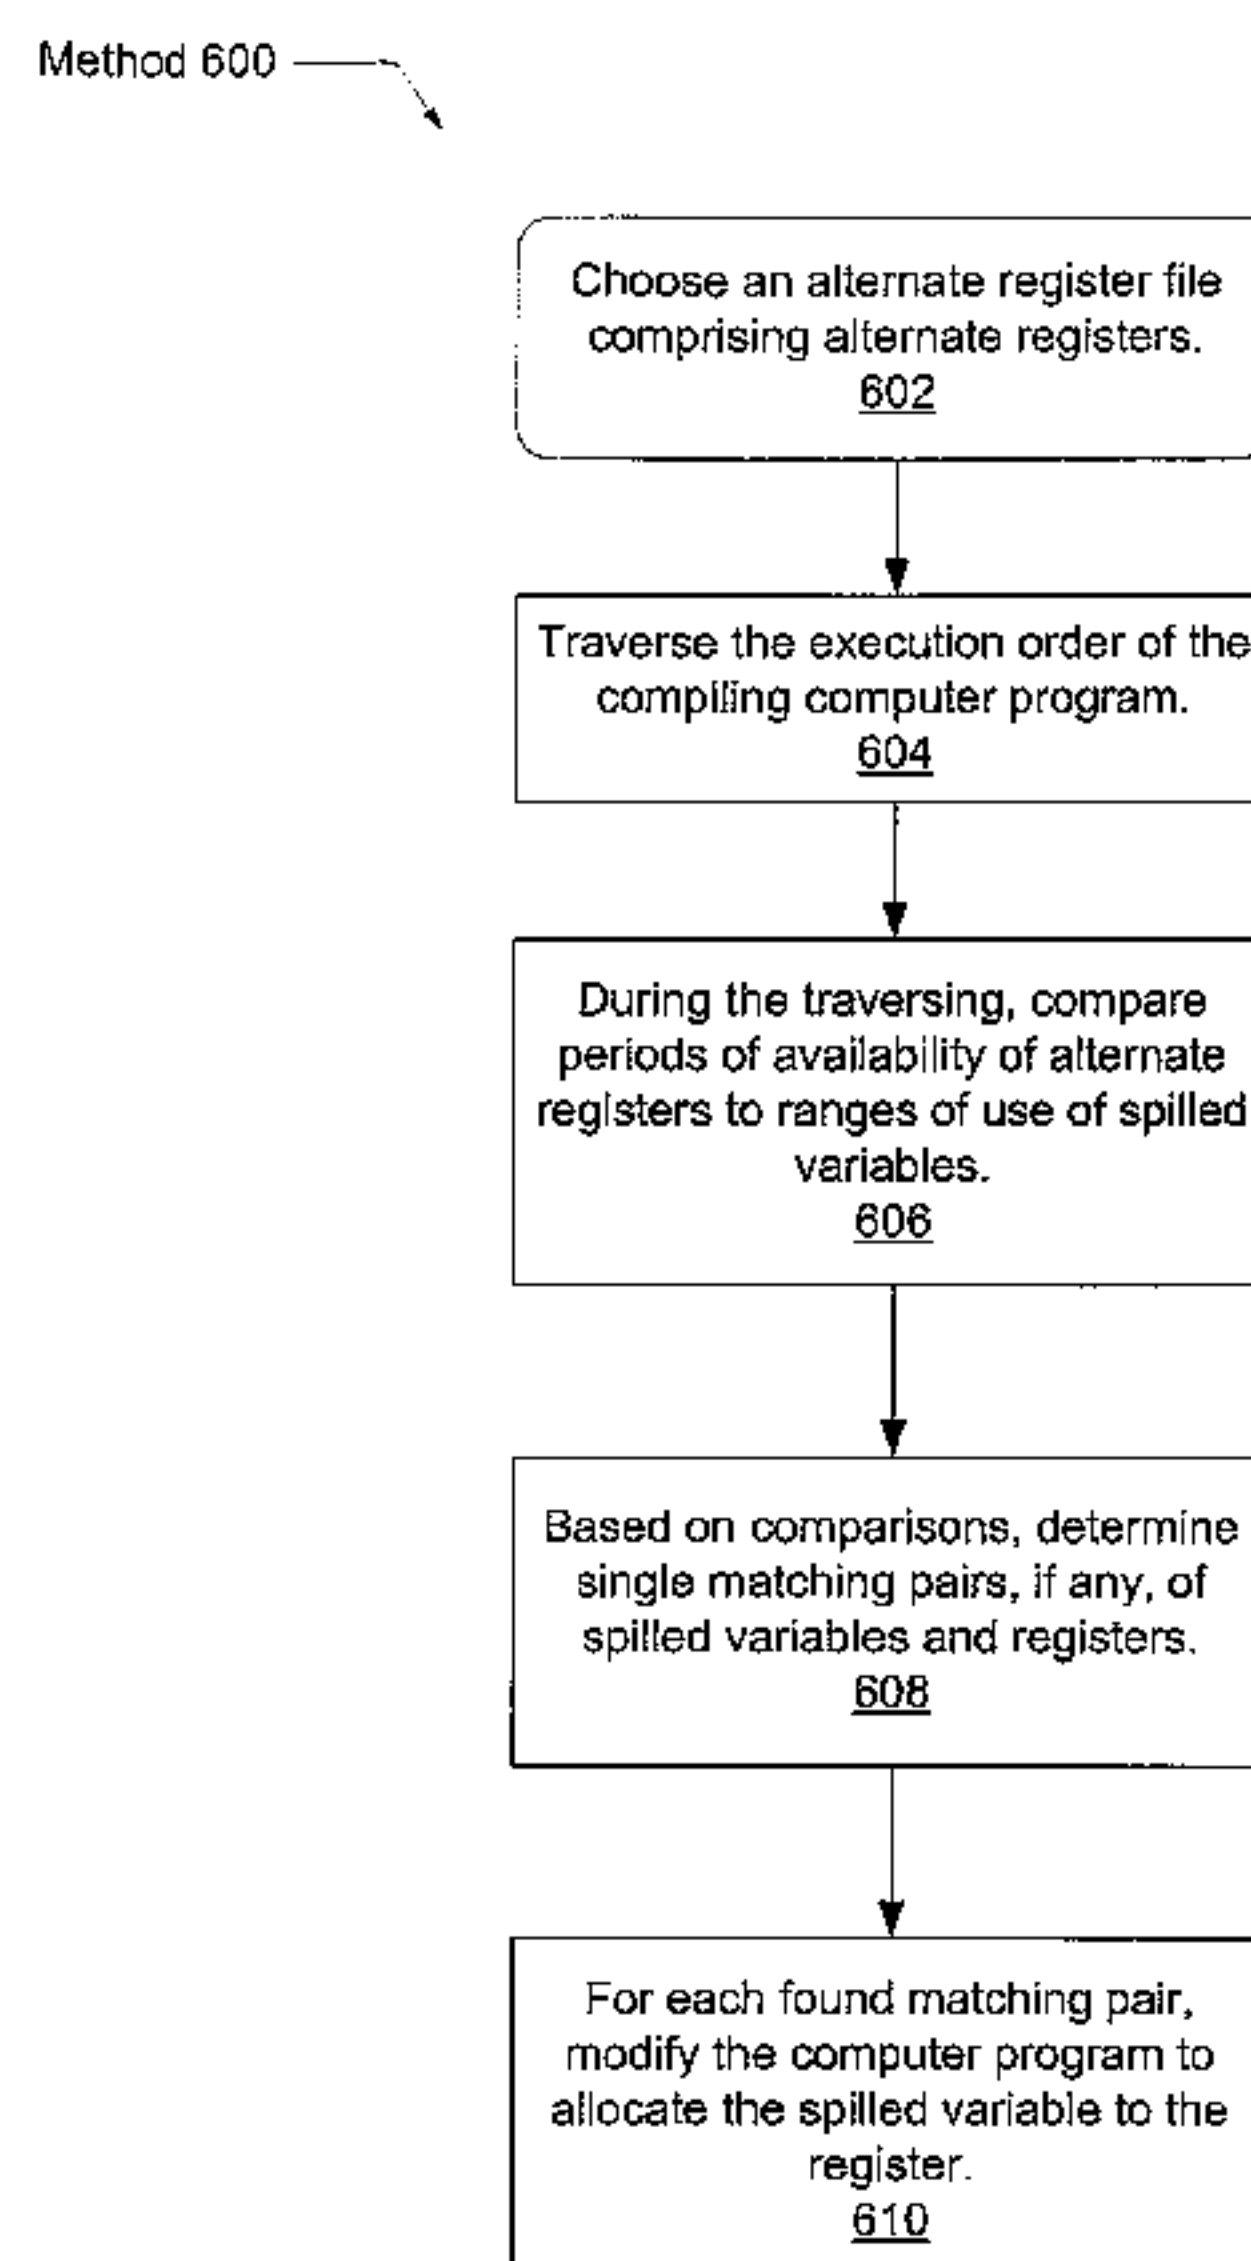 Method 600
Choose an alternate register file
comprising alternate registers.
602
Traverse the execution order of the
compiling computer program.
604
During the traversing, compare
periods of availability of alternate
registers to ranges of use of spilled
variables.
606
Based on comparisons, determine
single matching pairs, if any, of
spilled variables and registers.
608
For each found matching pair,
modify the computer program to
allocate the spilled variable to the
register.
610